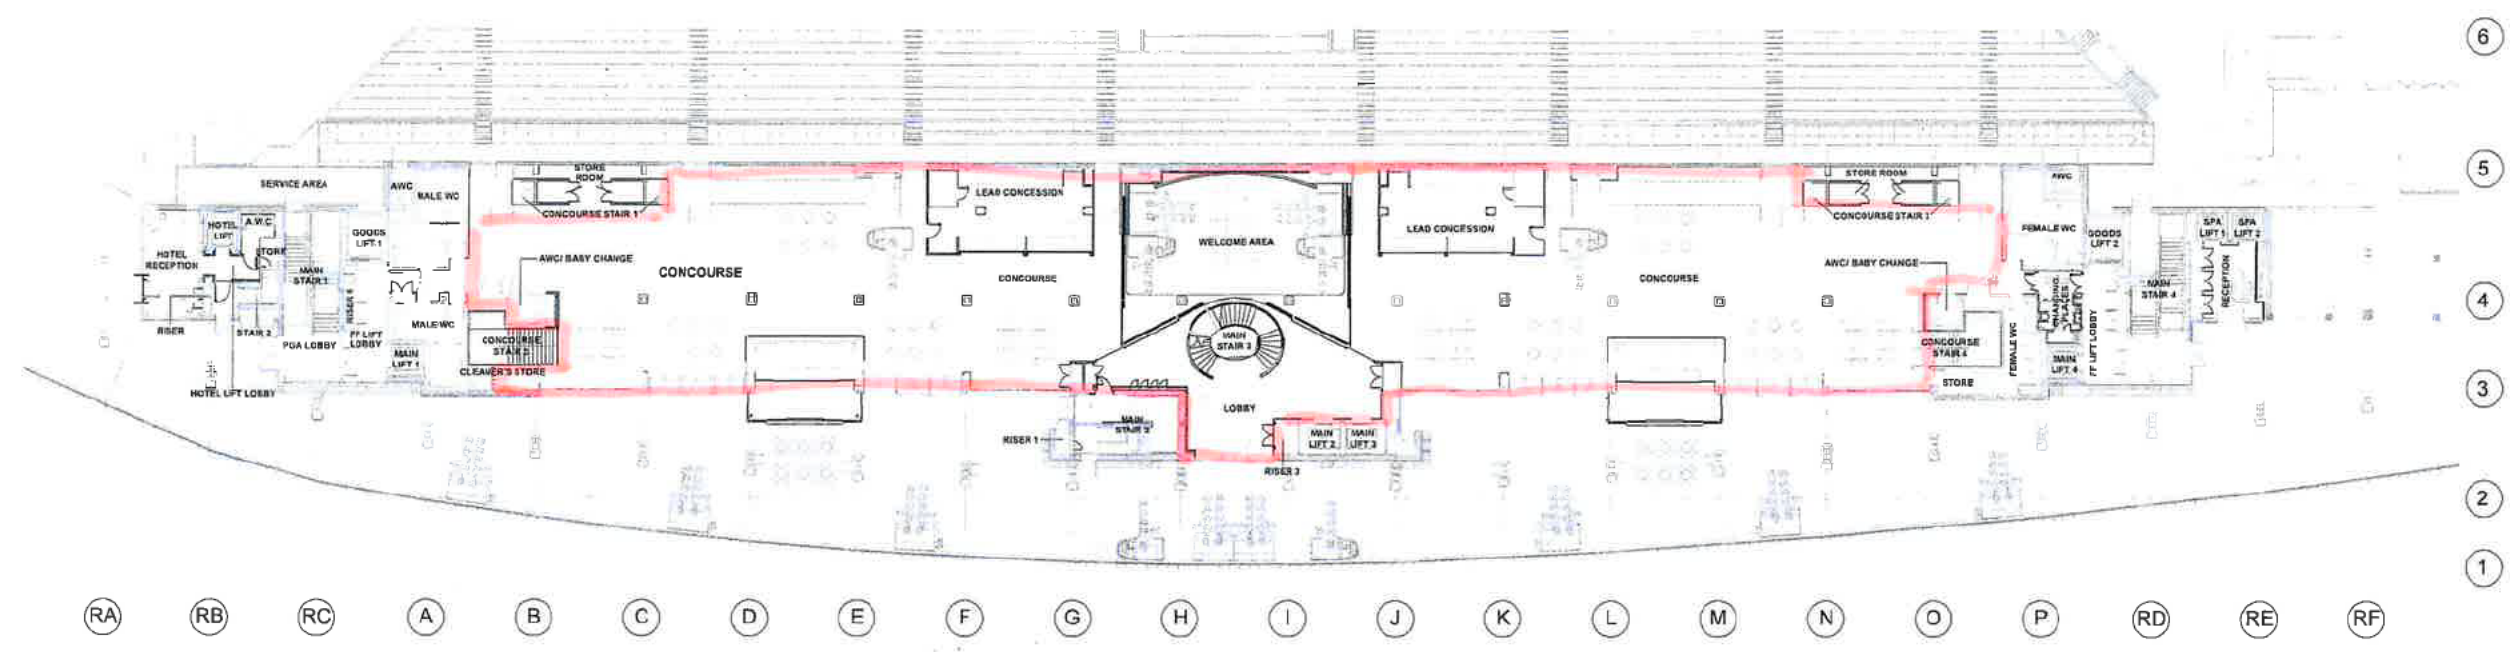 6
5
STORE
ROOM
SERVICE AREA
AWC
MALE WC
LEAD CONCESSION
STORE ROOM
AWC
CONCOURSE STAIR 1
CONCOURSE STAIR
HOTEL
LIFT
A.W.C
GOODS
LIFT 1
LEAD CONCESSION
FEMALE WC
GOODS
LIFT 2
SPA
LIFT 1
SPA
LIFT 2
WELCOME AREA
HOTEL
RECEPTION
STORE
MAIN
STAIR 1
AWC/ BABY CHANGE
CONCOURSE
CONCOURSE
CONCOURSE
AWC/ BABY CHANGE
CHANGING
PLACES
MAIN
STAIR 4
RECEPTION
4
RISER
STAIR 2
RISER 6
PGA LOBBY
FF LIFT
LOBBY
MALE WC
MAIN
LIFT 1
CONCOURSE
CLEAVER'S STORE
HOTEL LIFT LOBBY
MAIN
STAIR 3
CONCOURSE
STAIR 4
STORE
FEMALE WC
MAIN
LIFT 4
FF LIFT LOBBY
3
LOBBY
RISER 1
MAIN
STAIR 2
MAIN
LIFT 2
MAIN
LIFT 3
RISER 3
2
1
RA
RB
RC
A
B
C
D
E
F
G
H
I
J
K
L
M
N
O
P
RD
RE
RF